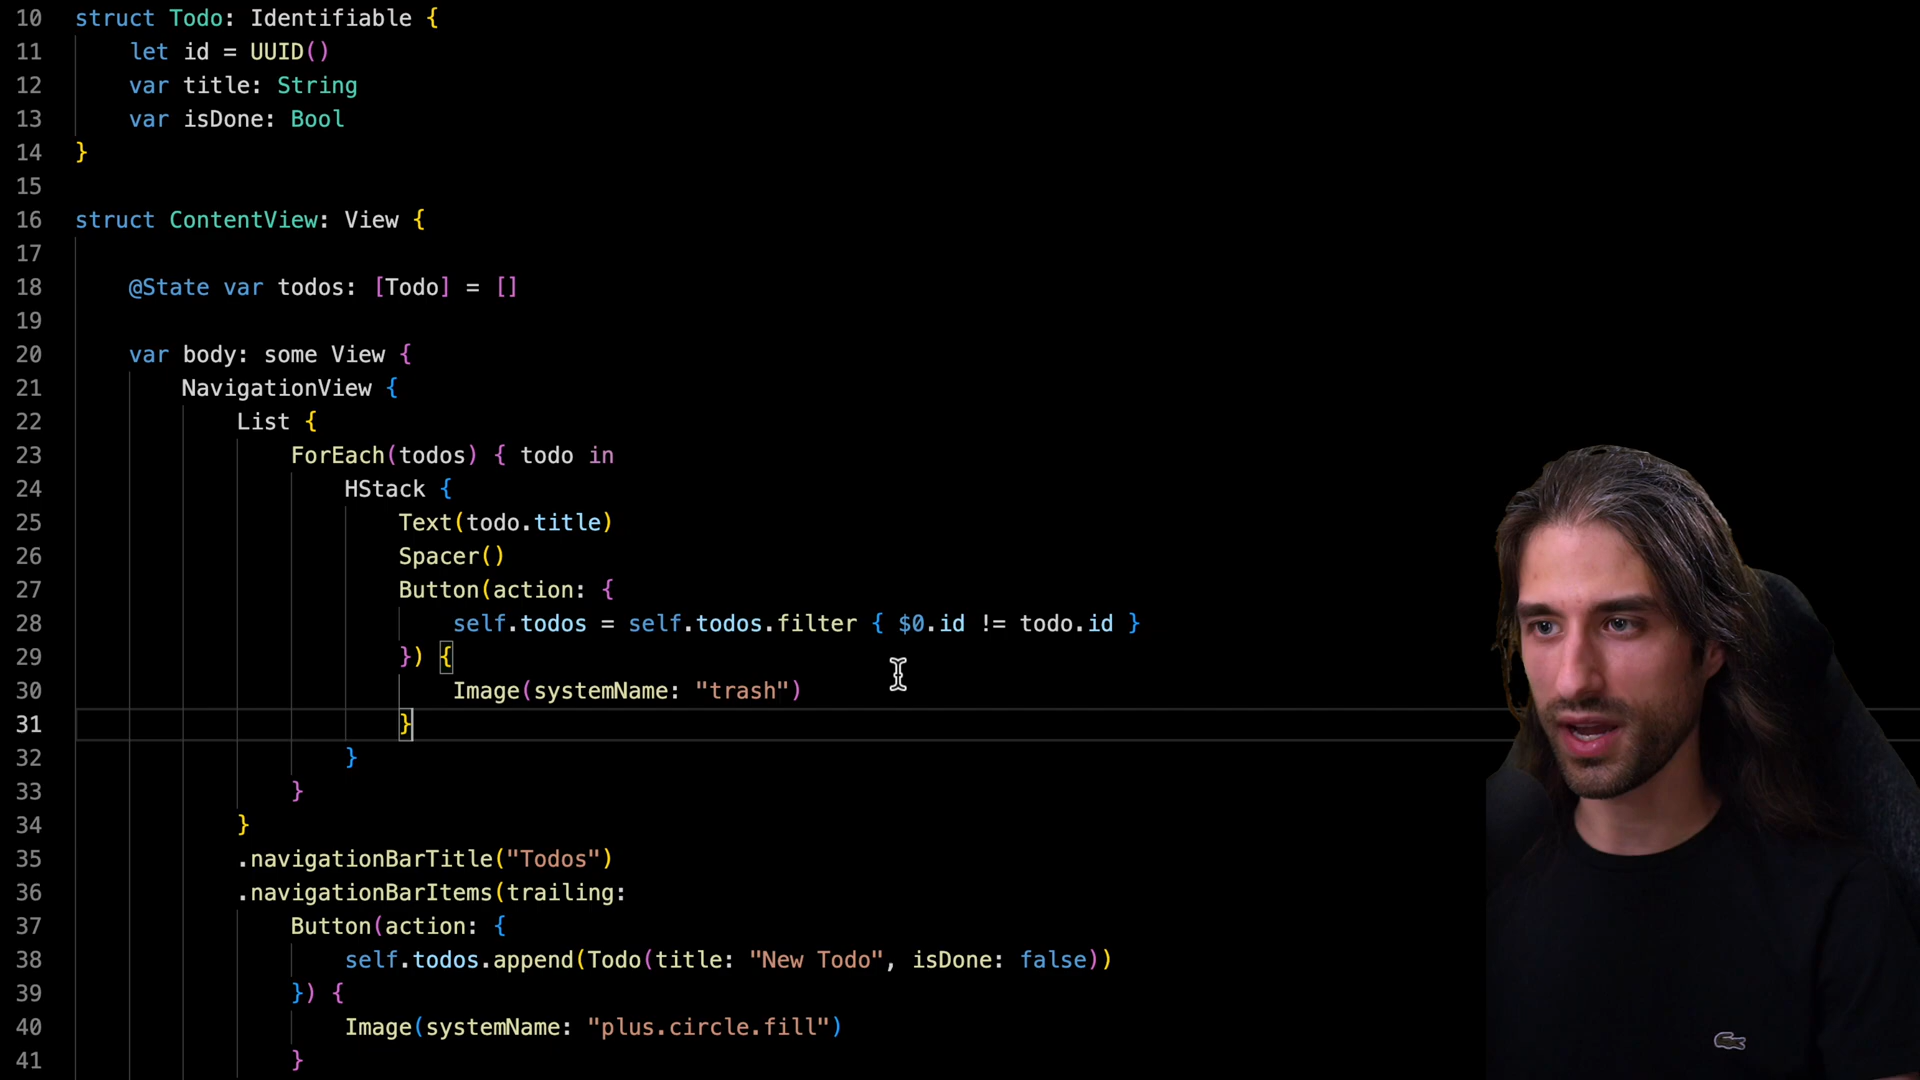 10 struct Todo: Identifiable {
11 let id = UUID()
12 var title: String
13 var isDone: Bool
14 }
15
16 struct ContentView: View {
17
18 @State var todos: [Todo] = []
19
20 var body: some View {
21 NavigationView {
22 List {
23 ForEach(todos) { todo in
24 HStack {
25 Text(todo.title)
26 Spacer()
27 Button(action: {
28 self.todos = self.todos.filter { $0.id != todo.id }
29 }) {
30 Image(systemName: "trash")
31 }
32 }
33 }
34 }
35 .navigationBarTitle("Todos")
36 .navigationBarItems(trailing:
37 Button(action: {
38 self.todos.append(Todo(title: "New Todo", isDone: false))
39 }) {
40 Image(systemName: "plus.circle.fill")
41 }